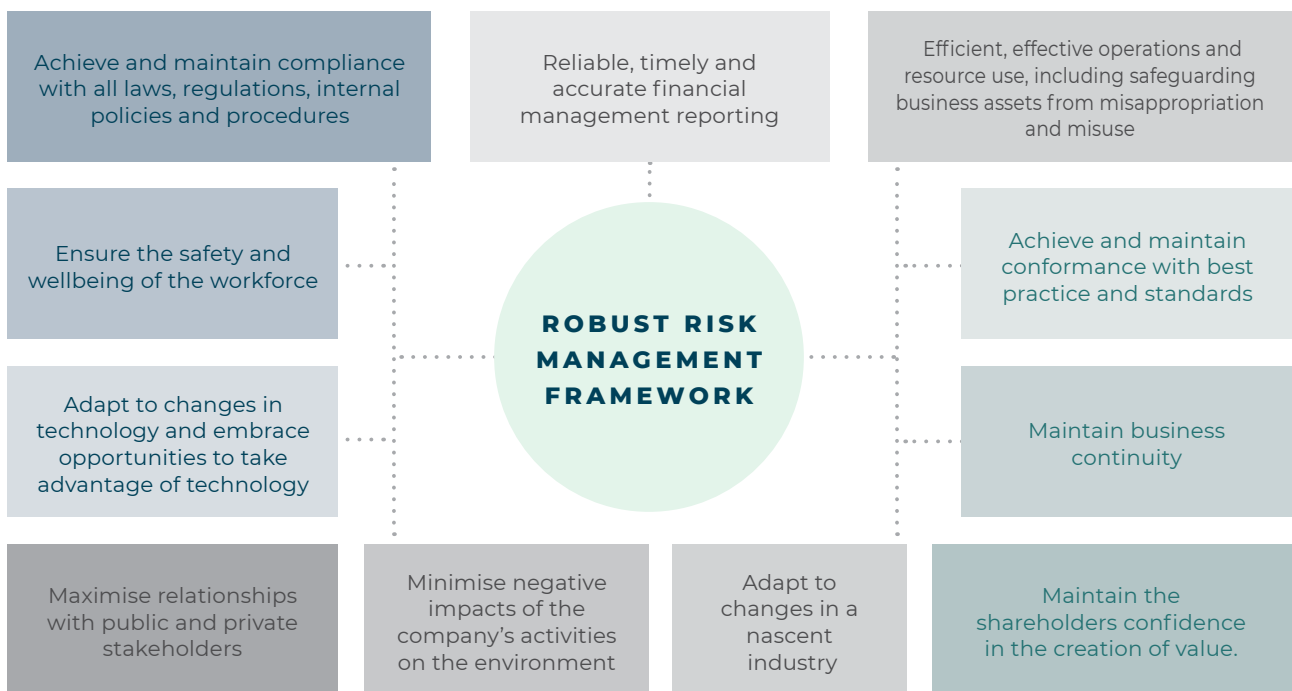 Achieve and maintain compliance
with all laws, regulations, internal
policies and procedures
Reliable, timely and
accurate financial
management reporting
Efficient, effective operations and
resource use, including safeguarding
business assets from misappropriation
and misuse
Ensure the safety and
wellbeing of the workforce
ROBUST RISK
MANAGEMENT
FRAMEWORK
Achieve and maintain
conformance with best
practice and standards
Adapt to changes in
technology and embrace
opportunities to take
advantage of technology
Maintain business
continuity
Maximise relationships
with public and private
stakeholders
Minimise negative
impacts of the
company’s activities
on the environment
Adapt to
changes in a
nascent
industry
Maintain the
shareholders confidence
in the creation of value.